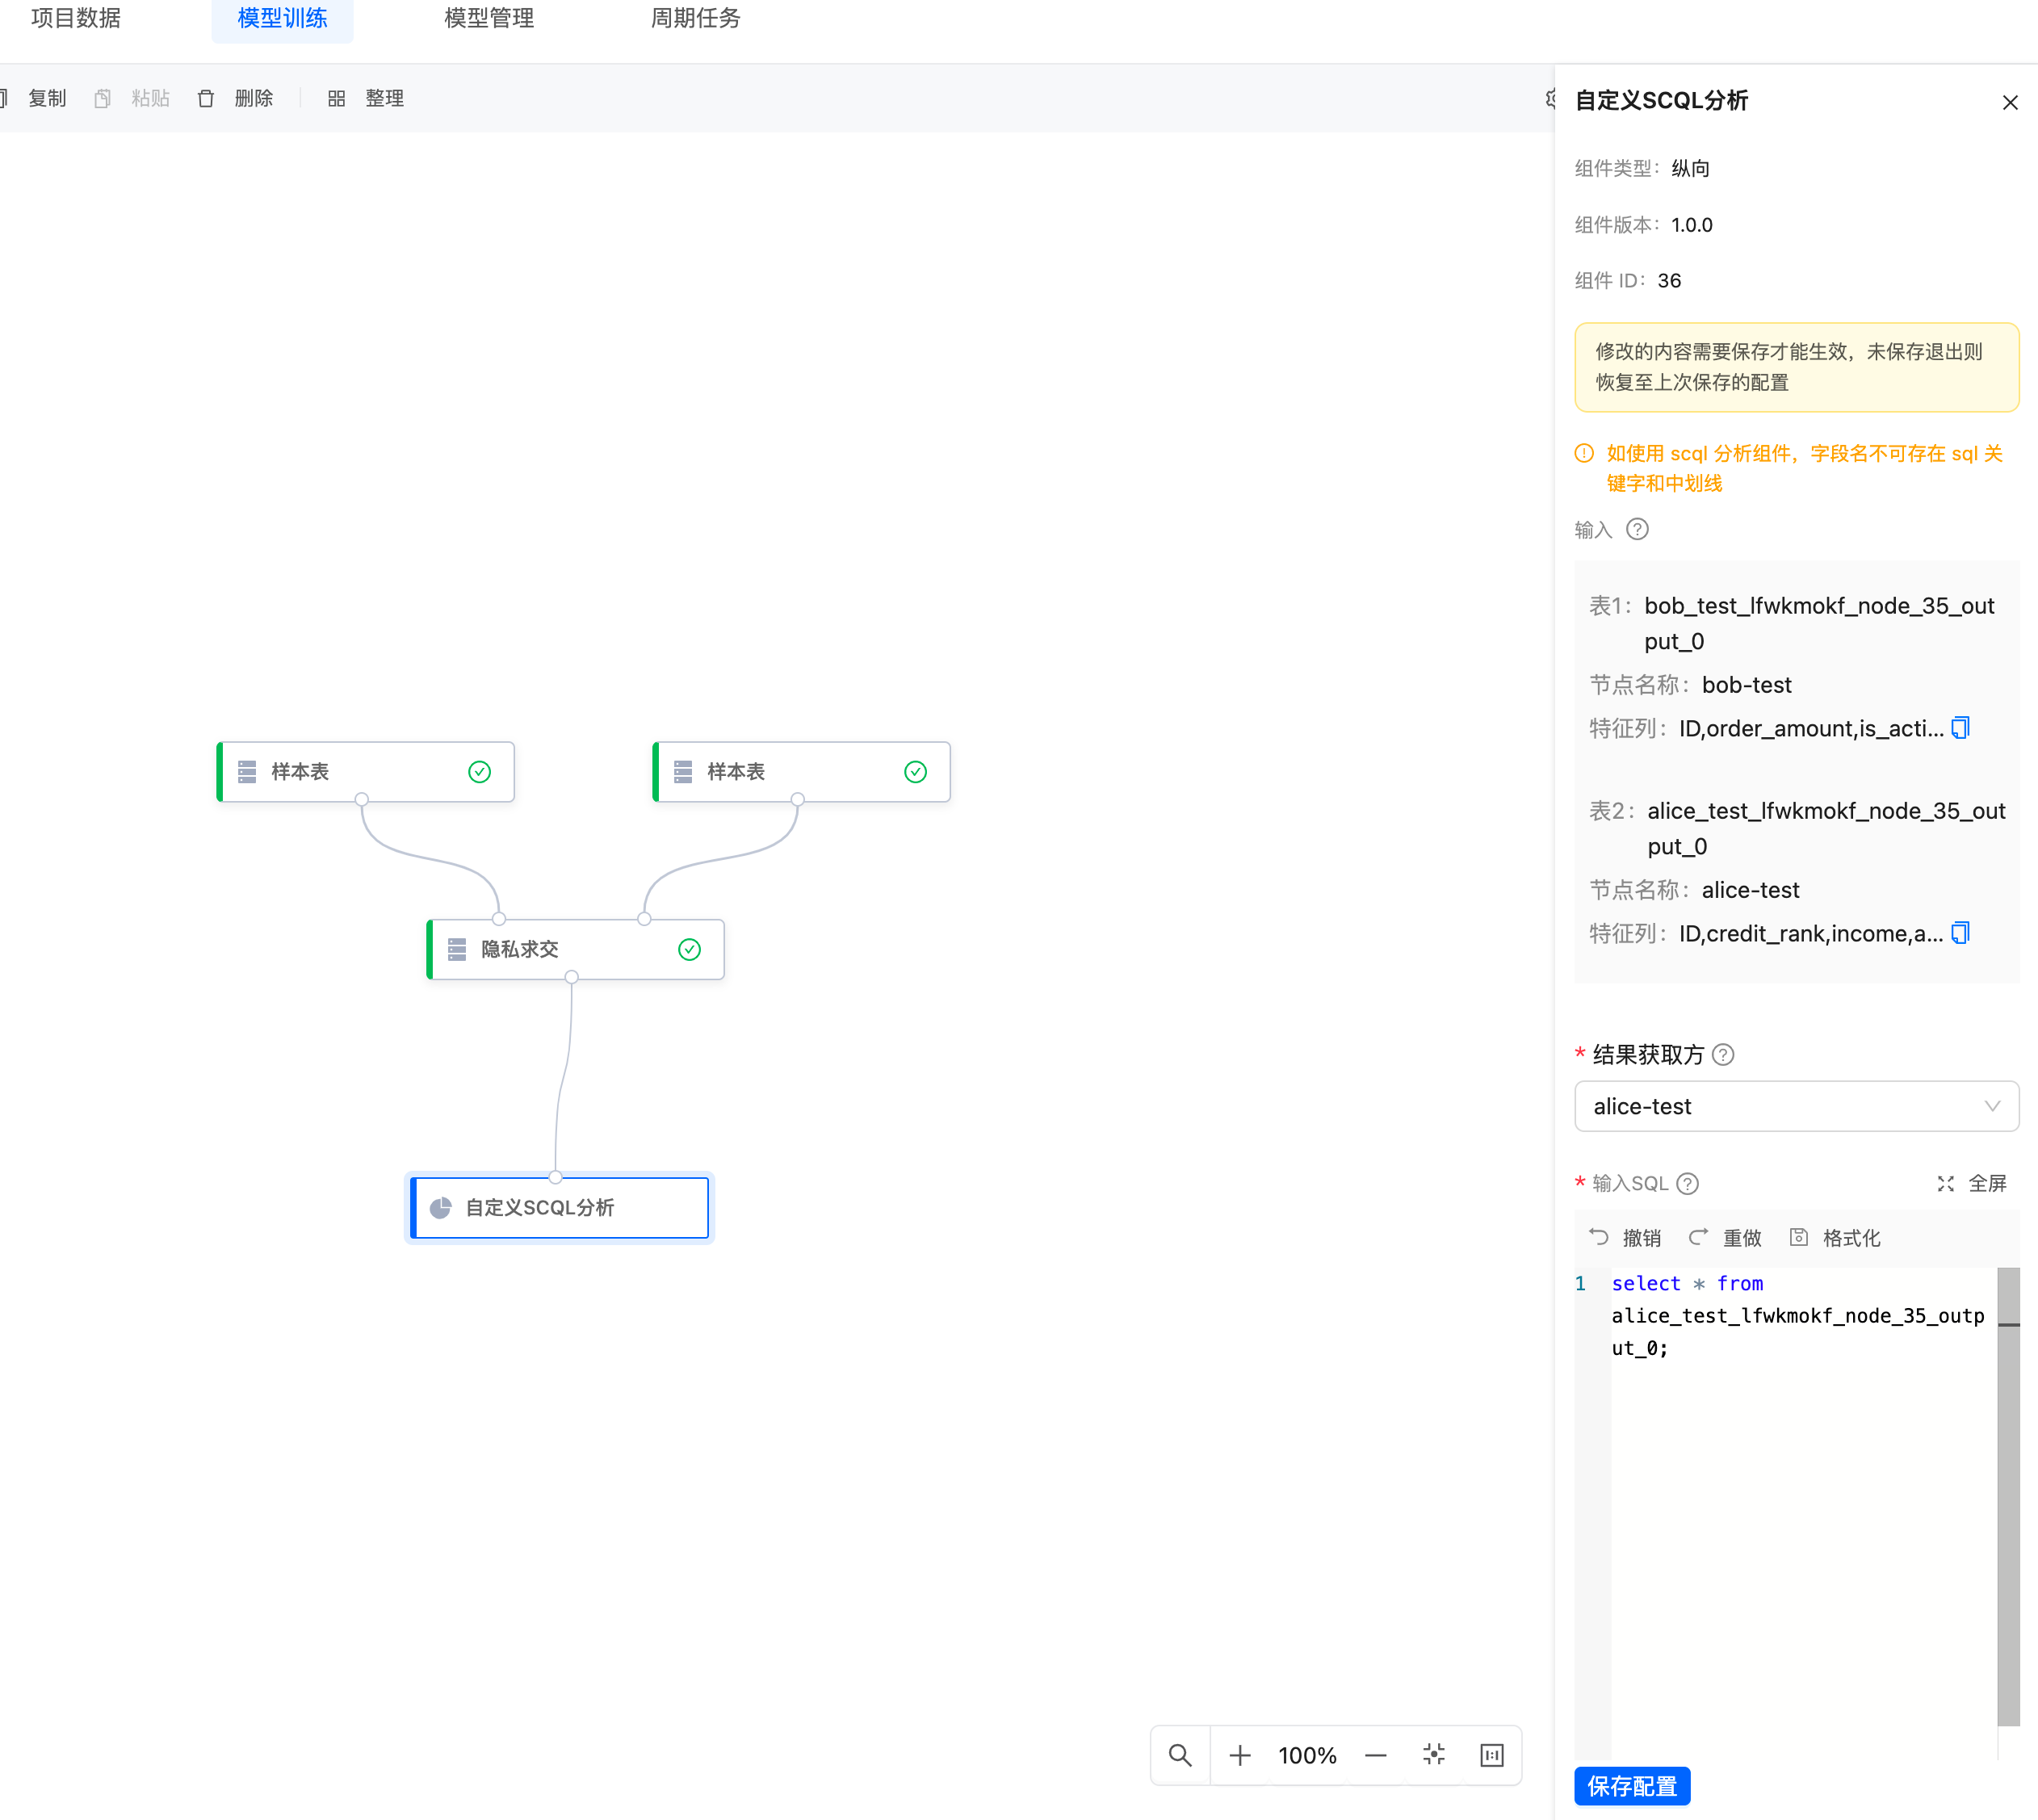 项目数据
模型训练
模型管理
周期任务
复制
粘贴
删除
整理
样本表
样本表
隐私求交
自定义SCQL分析
100%
自定义SCQL分析
组件类型：纵向
组件版本：1.0.0
组件 ID：36
修改的内容需要保存才能生效，未保存退出则
恢复至上次保存的配置
如使用 scql 分析组件，字段名不可存在 sql 关
键字和中划线
输入
表1：bob_test_lfwkmokf_node_35_out
put_0
节点名称：bob-test
特征列：ID,order_amount,is_acti...
表2：alice_test_lfwkmokf_node_35_out
put_0
节点名称：alice-test
特征列：ID,credit_rank,income,a...
* 结果获取方
alice-test
* 输入SQL
全屏
撤销
重做
格式化
1 select * from
alice_test_lfwkmokf_node_35_outp
ut_0;
保存配置